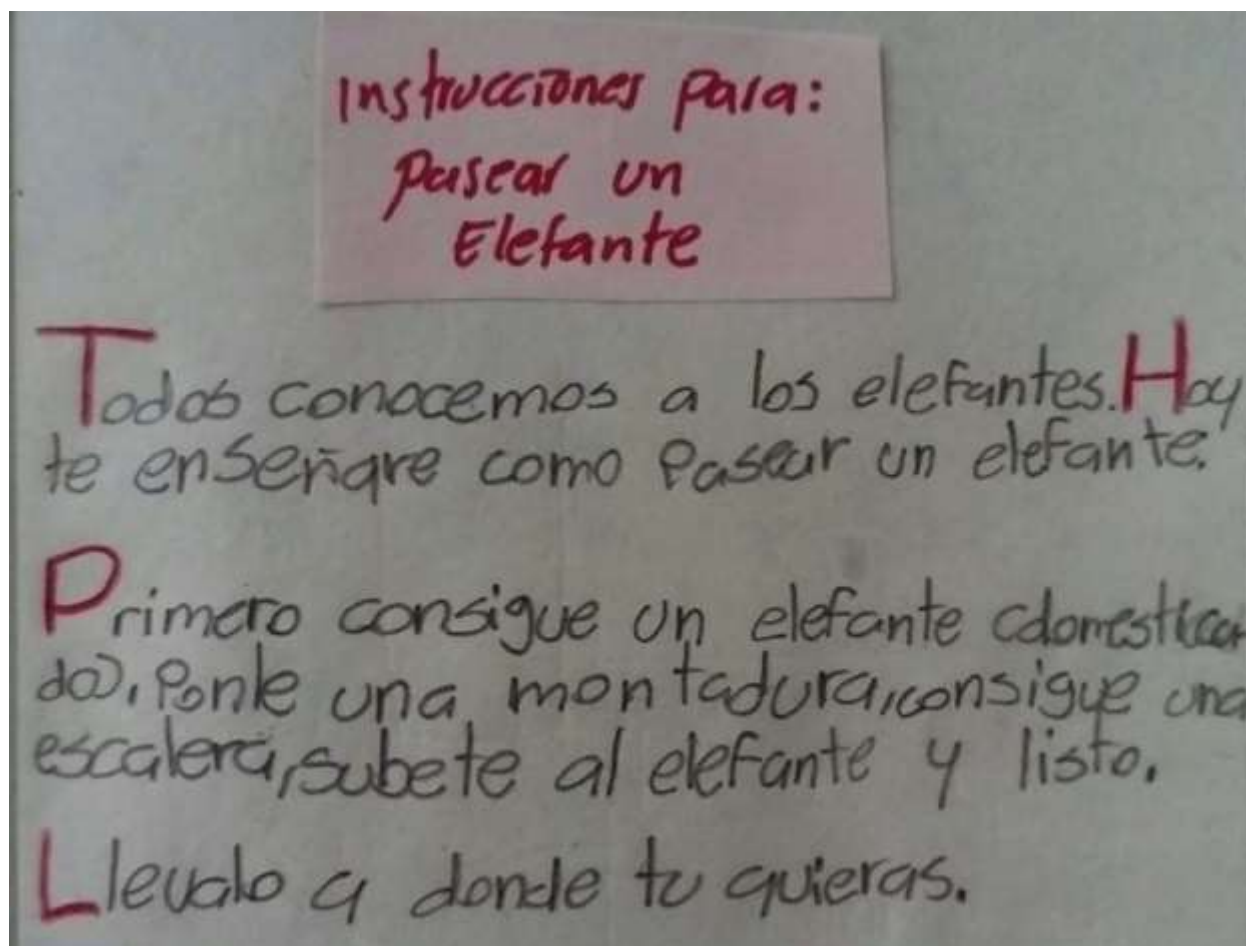 Instrucciones para:
Pasear un
Elefante
Todos conocemos a los elefantes. Hoy
te enseñare como Pasear un elefante.
Primero consigue un elefante (domestica
do), Ponle una montadura, consigue una
escalera, subete al elefante y listo.
Llevalo a donde tu quieras.